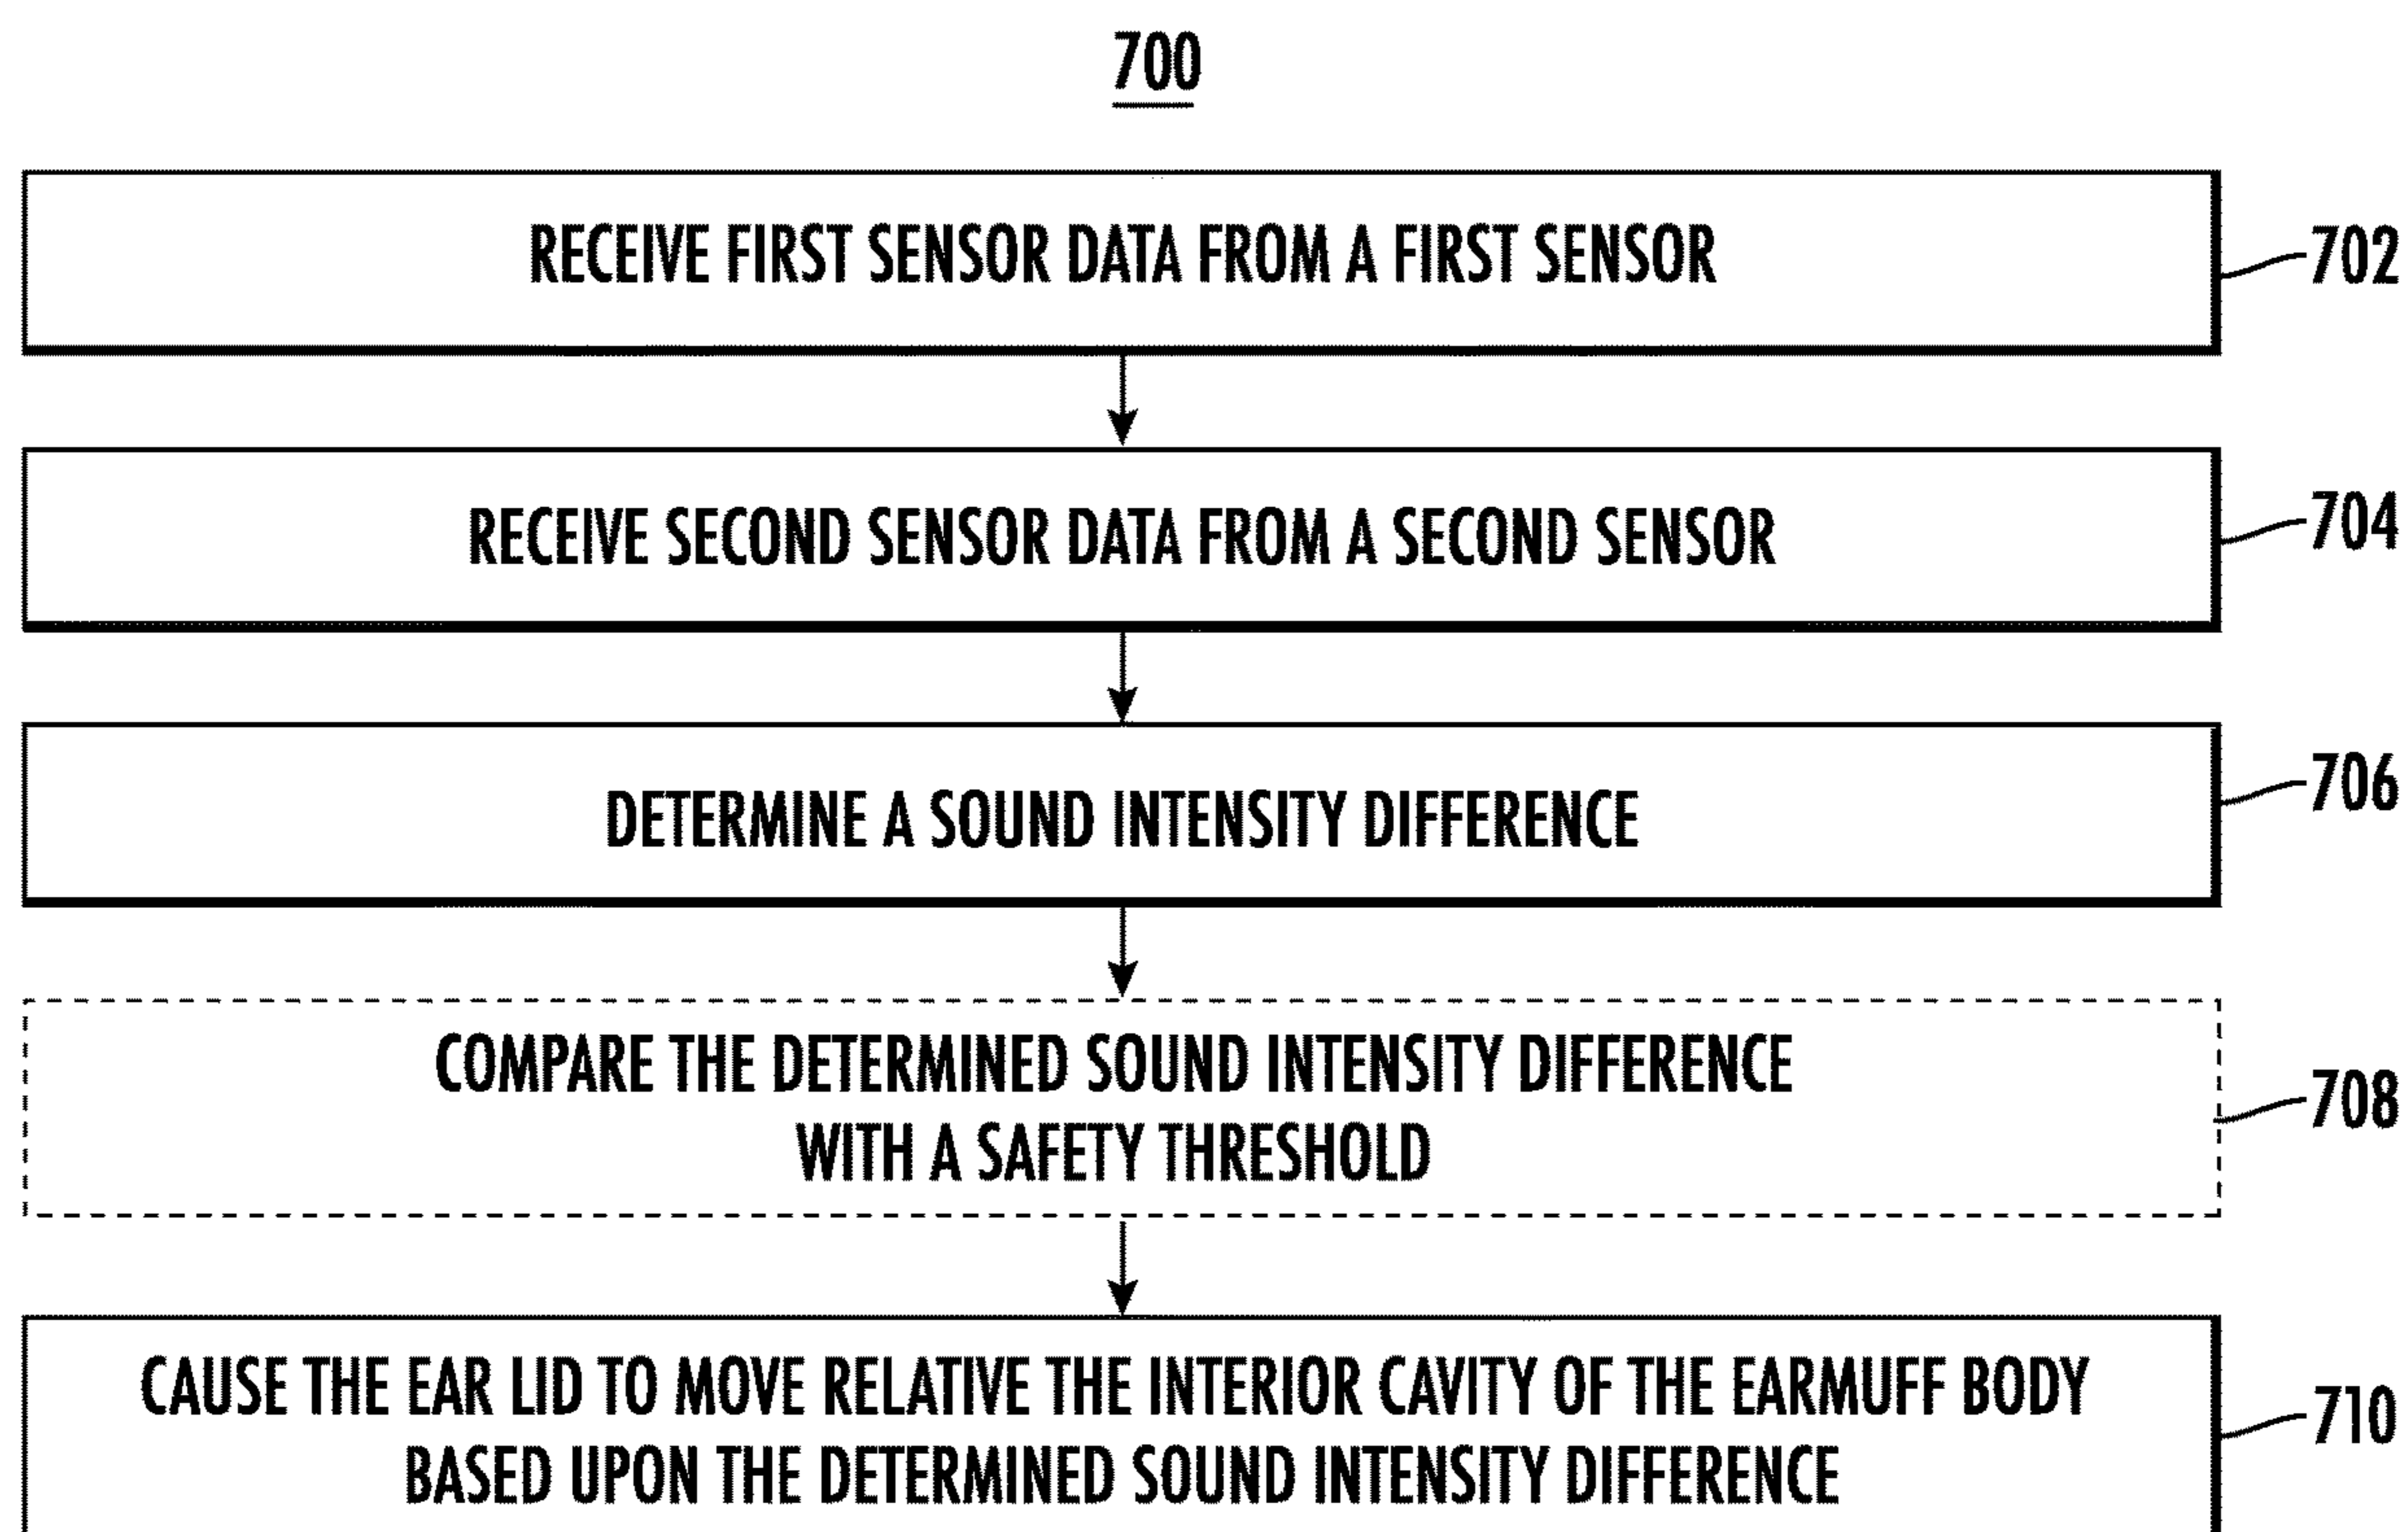 700
RECEIVE FIRST SENSOR DATA FROM A FIRST SENSOR
702
RECEIVE SECOND SENSOR DATA FROM A SECOND SENSOR
704
DETERMINE A SOUND INTENSITY DIFFERENCE
706
COMPARE THE DETERMINED SOUND INTENSITY DIFFERENCE
WITH A SAFETY THRESHOLD
708
CAUSE THE EAR LID TO MOVE RELATIVE THE INTERIOR CAVITY OF THE EARMUFF BODY
BASED UPON THE DETERMINED SOUND INTENSITY DIFFERENCE
710